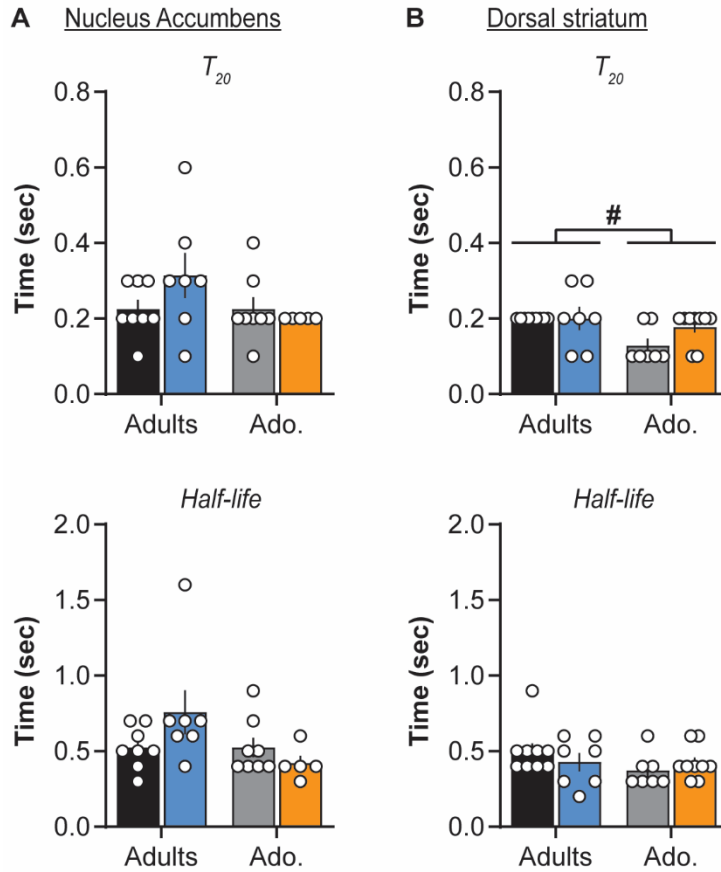 A Nucleus Accumbens
T20
Time (sec)
0.8
0.6
0.4
0.2
0.0
Adults Ado.
B Dorsal striatum
T20
Time (sec)
0.8
0.6
0.4
0.2
0.0
#
Adults Ado.
Half-life
Time (sec)
2.0
1.5
1.0
0.5
0.0
Adults Ado.
Half-life
Time (sec)
2.0
1.5
1.0
0.5
0.0
Adults Ado.